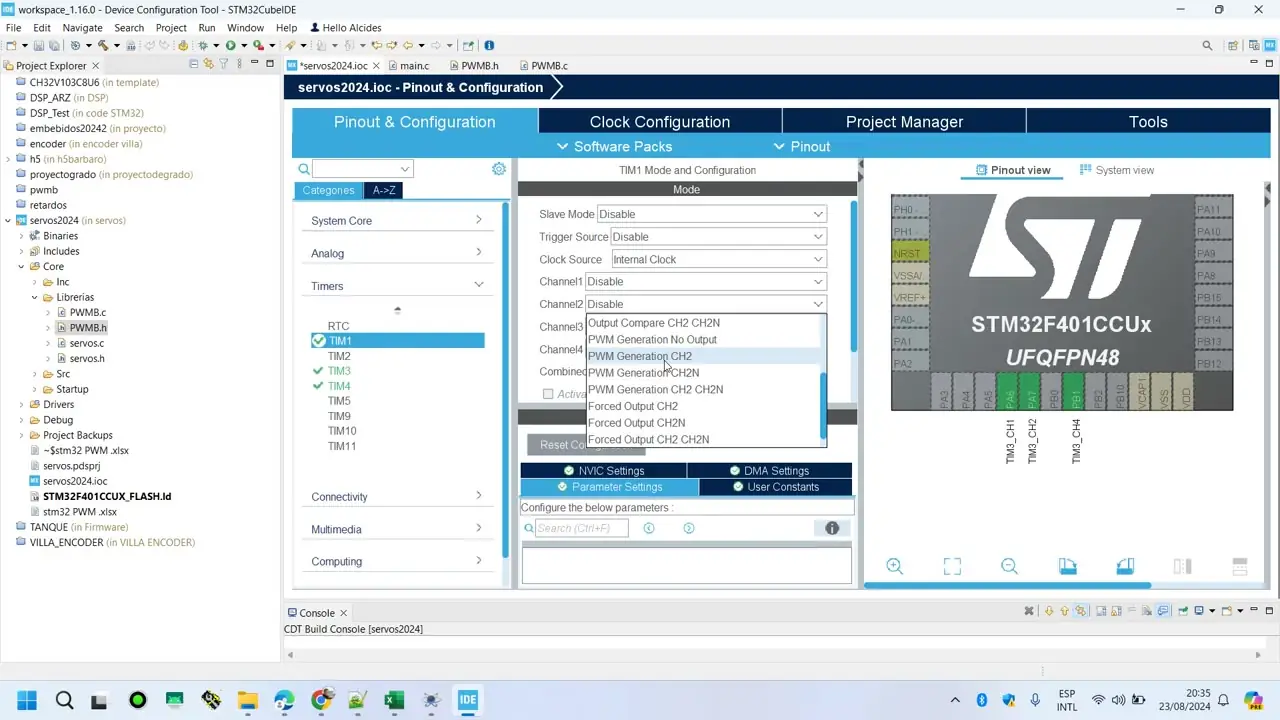 workspace_1.16.0 - Device Configuration Tool - STM32CubeIDE
File Edit Navigate Search Project Run Window Help Hello Alcides
Project Explorer
*servos2024.ioc main.c PWMB.h PWMB.c
CH32V103C8U6 (in template)
DSP_ARZ (in DSP)
DSP_Test (in code STM32)
embebidos20242 (in proyecto)
encoder (in encoder villa)
h5 (in h5barbaro)
proyectogrado (in proyectodegrado)
pwmb
retardos
servos2024 (in servos)
Binaries
Includes
Core
Inc
Librerias
PWMB.c
PWMB.h
servos.c
servos.h
Src
Startup
Drivers
Debug
Project Backups
~$stm32 PWM .xlsx
servos.pdsprj
servos2024.ioc
STM32F401CCUX_FLASH.ld
stm32 PWM .xlsx
TANQUE (in Firmware)
VILLA_ENCODER (in VILLA ENCODER)
servos2024.ioc - Pinout & Configuration
Pinout & Configuration Clock Configuration Project Manager Tools
Software Packs Pinout
Categories A->Z
System Core
Analog
Timers
RTC
TIM1
TIM2
TIM3
TIM4
TIM5
TIM9
TIM10
TIM11
Connectivity
Multimedia
Computing
TIM1 Mode and Configuration
Mode
Slave Mode Disable
Trigger Source Disable
Clock Source Internal Clock
Channel1 Disable
Channel2 Disable
Channel3
Channel4
Combined
Activa
Output Compare CH2 CH2N
PWM Generation No Output
PWM Generation CH2
PWM Generation CH2N
PWM Generation CH2 CH2N
Forced Output CH2
Forced Output CH2N
Forced Output CH2 CH2N
Reset Co
NVIC Settings DMA Settings
Parameter Settings User Constants
Configure the below parameters :
Search (Ctrl+F)
Pinout view System view
PH0 -
PH1 -
NRST
VSSA/
VREF+
PA0-
PA1
PA2
PA11
PA10
PA9
PA8
PB15
PB14
PB13
PB12
PA3 PA4 PA5 PA6 PA7 PB0 PB1 PB2 PB10 VCAP1 VSS VDD
STM32F401CCUx
UFQFPN48
TIM3_CH1
TIM3_CH2
TIM3_CH4
Console
CDT Build Console [servos2024]
IDE
ESP
INTL
20:35
23/08/2024